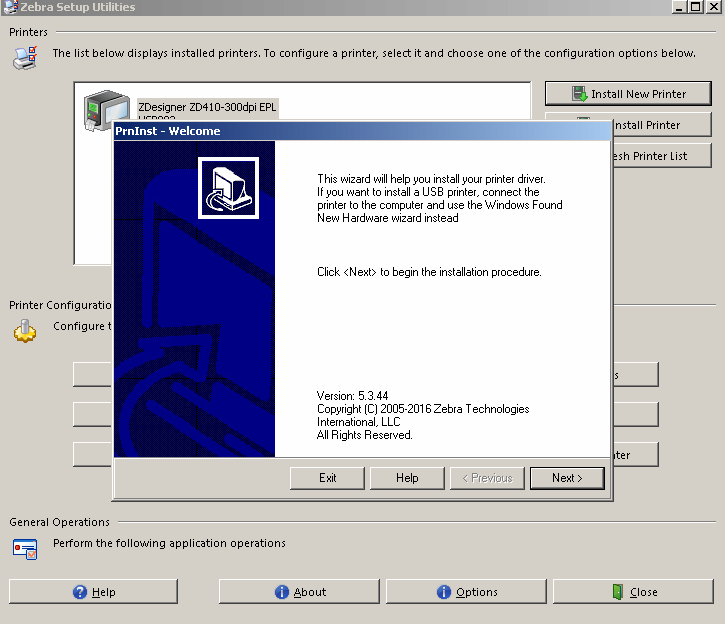 Zebra Setup Utilities
Printers
The list below displays installed printers. To configure a printer, select it and choose one of the configuration options below.
ZDesigner ZD410-300dpi EPL
Install New Printer
nstall Printer
esh Printer List
PrnInst - Welcome
This wizard will help you install your printer driver.
If you want to install a USB printer, connect the
printer to the computer and use the Windows Found
New Hardware wizard instead
Click <Next> to begin the installation procedure.
Version: 5.3.44
Copyright (C) 2005-2016 Zebra Technologies
International, LLC
All Rights Reserved.
Exit
Help
< Previous
Next >
Printer Configuratio
Configure t
s
ter
General Operations
Perform the following application operations
Help
About
Options
Close